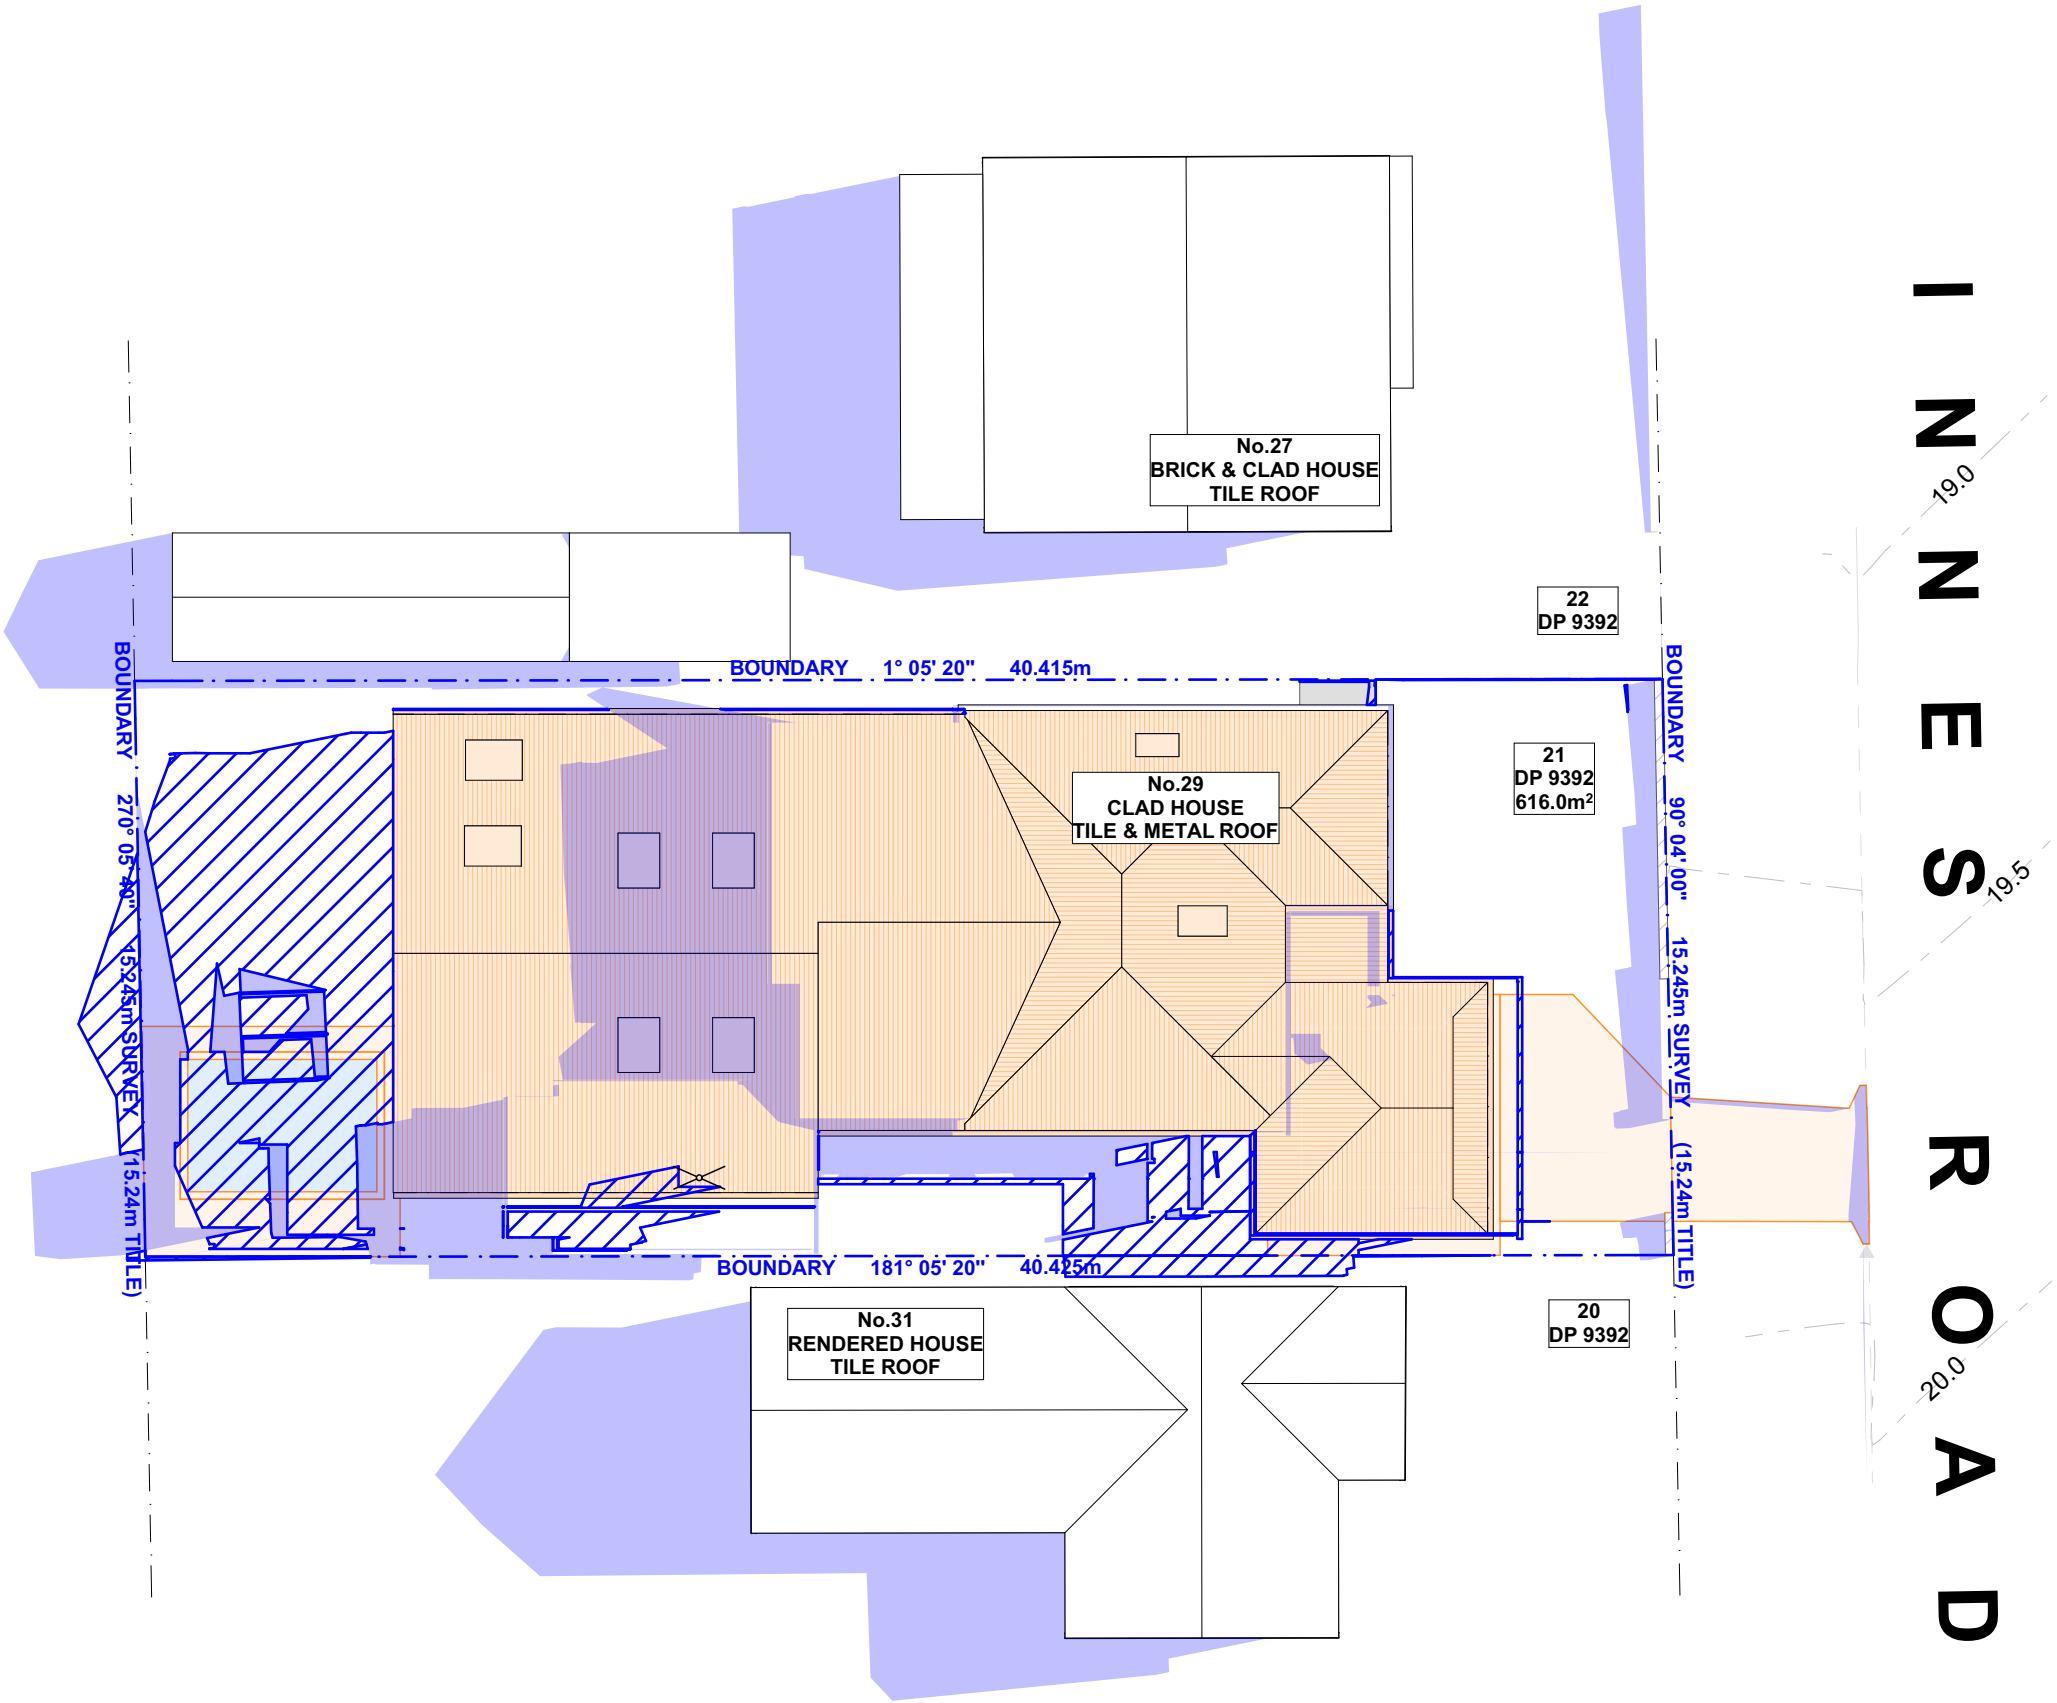 No.27
BRICK & CLAD HOUSE
TILE ROOF
22
DP 9392
BOUNDARY 1° 05' 20" 40.415m
BOUNDARY 270° 05' 40" 15.245m SURVEY (15.24m TITLE)
No.29
CLAD HOUSE
TILE & METAL ROOF
21
DP 9392
616.0m²
BOUNDARY 90° 04' 00" 15.245m SURVEY (15.24m TITLE)
BOUNDARY 181° 05' 20" 40.425m
No.31
RENDERED HOUSE
TILE ROOF
20
DP 9392
INNES ROAD
19.0
19.5
20.0